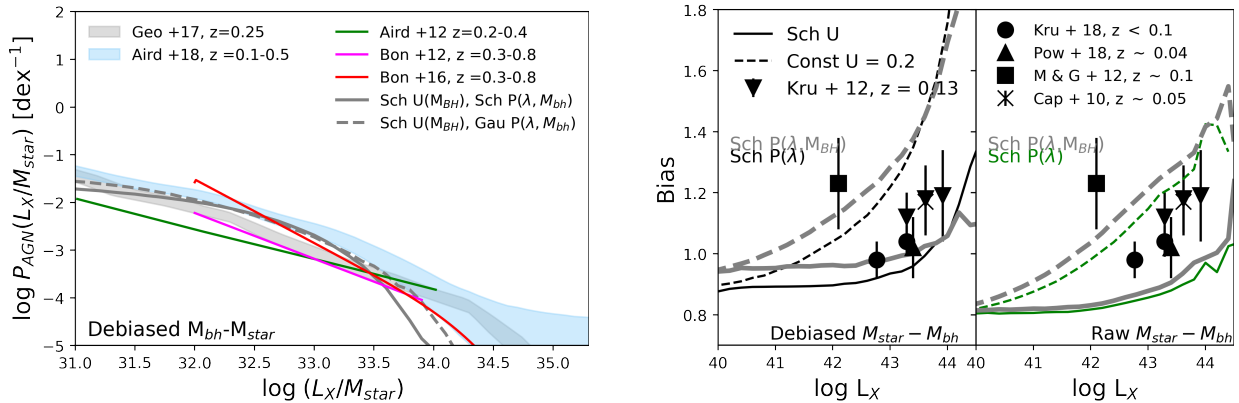 2
1
0
−1
−2
−3
−4
−5
log P_AGN(L_X/M_star) [dex⁻¹]
Geo +17, z=0.25
Aird +18, z =0.1-0.5
Aird +12 z=0.2-0.4
Bon +12, z=0.3-0.8
Bon +16, z=0.3-0.8
Sch U(M_BH), Sch P(λ, M_bh)
Sch U(M_BH), Gau P(λ, M_bh)
Debiased M_bh-M_star
31.0 31.5 32.0 32.5 33.0 33.5 34.0 34.5 35.0
log (L_X/M_star)
1.8
1.6
1.4
1.2
1.0
0.8
Bias
Sch U
Const U = 0.2
Kru + 12, z = 0.13
Sch P(λ,M_BH)
Sch P(λ)
Debiased M_star − M_bh
40 41 42 43 44
log L_X
Kru + 18, z < 0.1
Pow + 18, z ~ 0.04
M & G + 12, z ~ 0.1
Cap + 10, z ~ 0.05
Sch P(λ,M_BH)
Sch P(λ)
Raw M_star − M_bh
41 42 43 44
log L_X